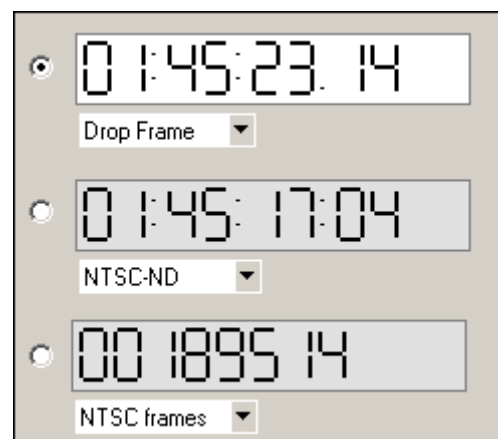 01:45:23.14
Drop Frame
01:45:17:04
NTSC-ND
00189514
NTSC frames